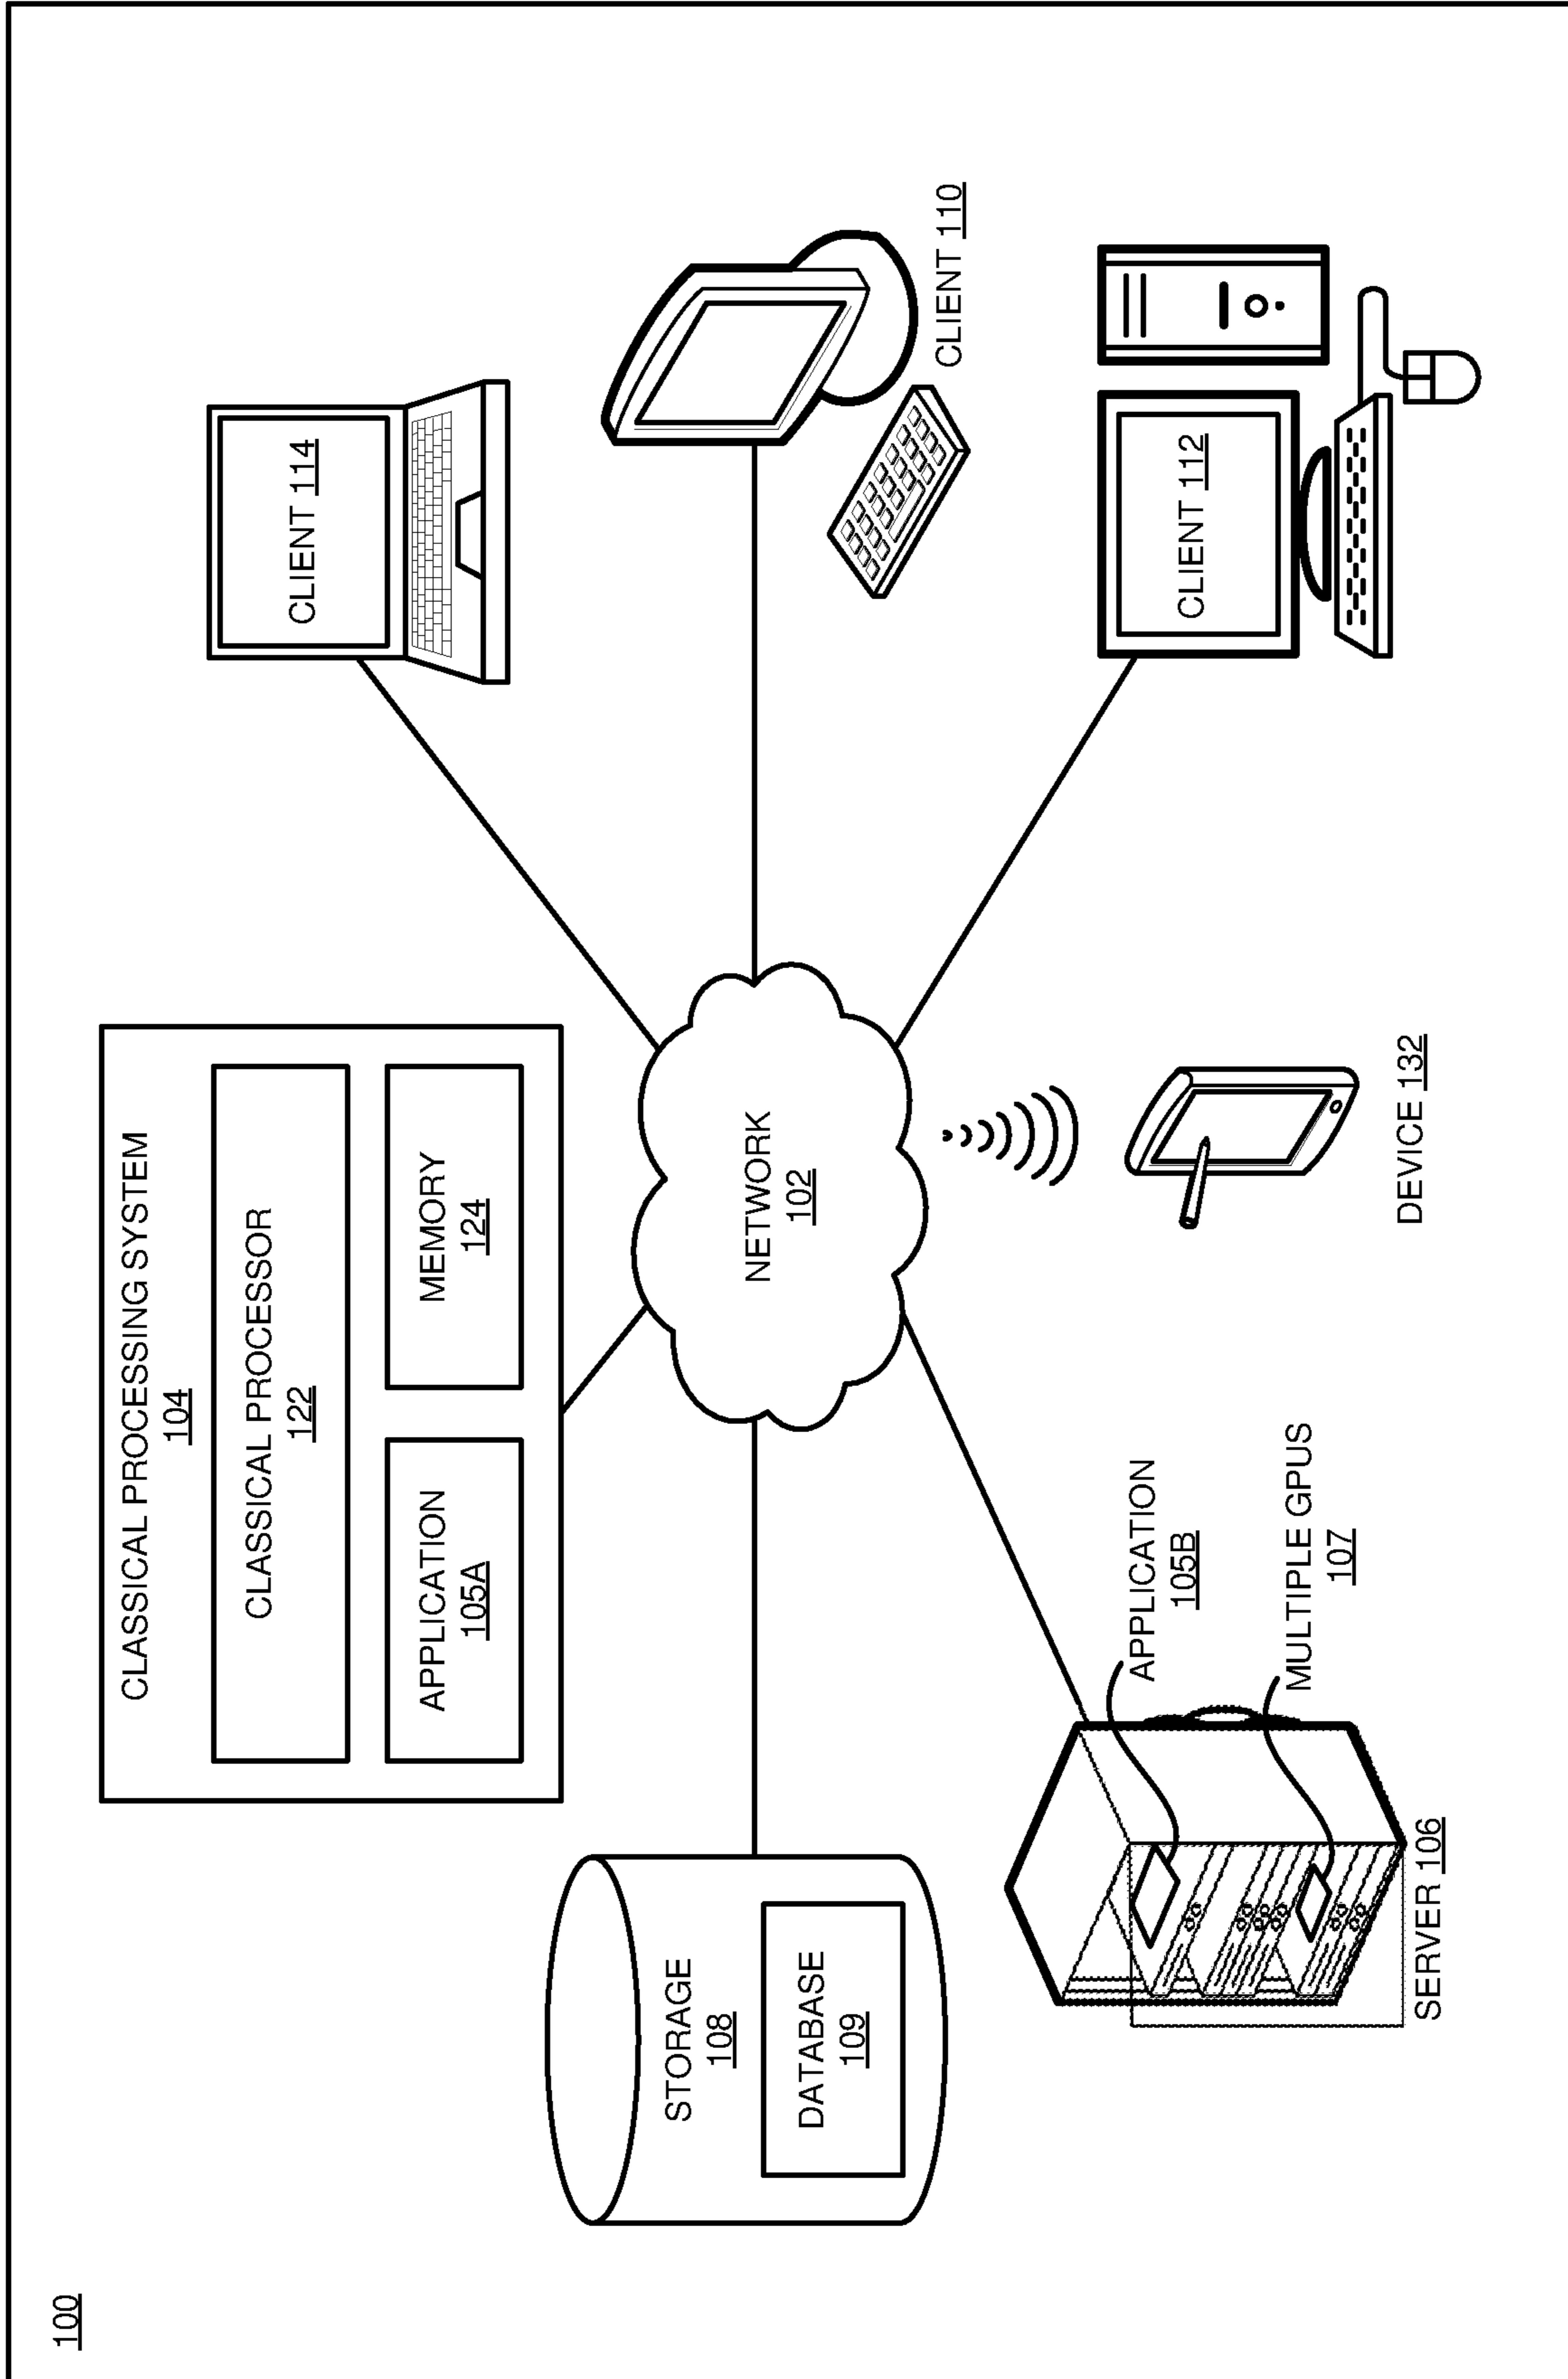 100
CLASSICAL PROCESSING SYSTEM
104
CLASSICAL PROCESSOR
122
APPLICATION
105A
MEMORY
124
CLIENT 114
STORAGE
108
DATABASE
109
NETWORK
102
CLIENT 110
APPLICATION
105B
MULTIPLE GPUS
107
SERVER 106
DEVICE 132
CLIENT 112